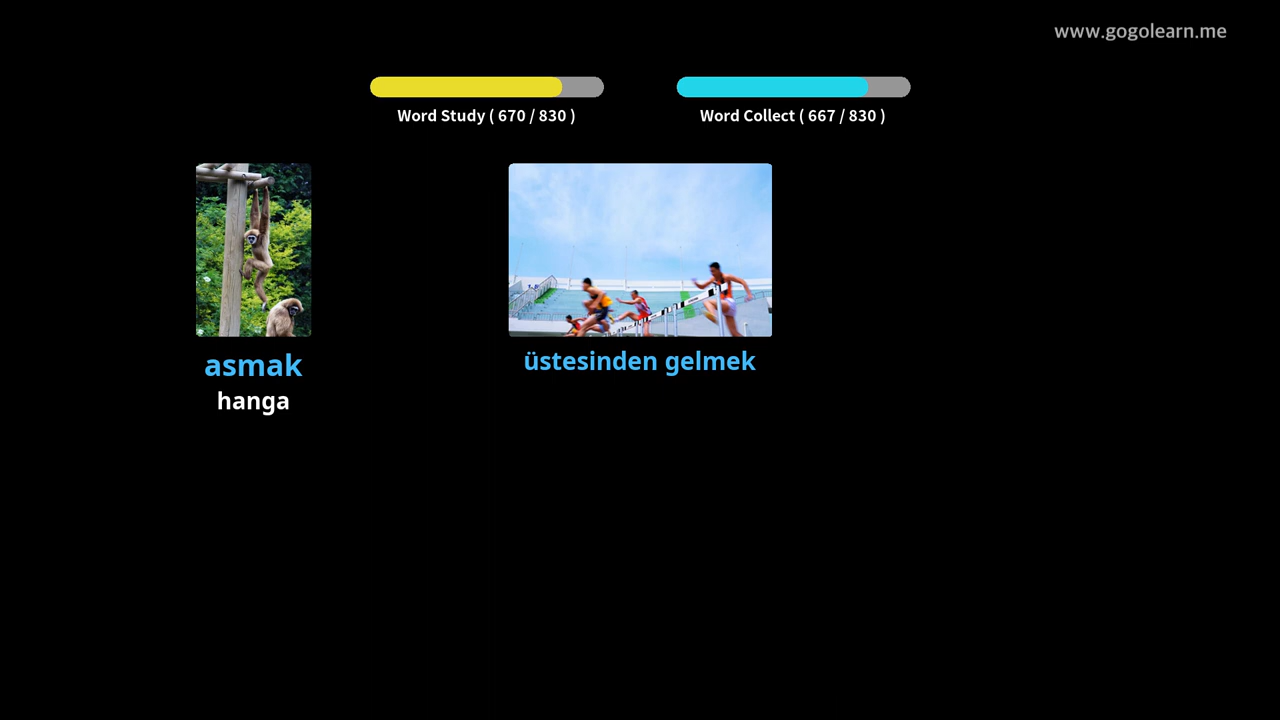 www.gogolearn.me
Word Study ( 670 / 830 )
Word Collect ( 667 / 830 )
asmak
hanga
üstesinden gelmek